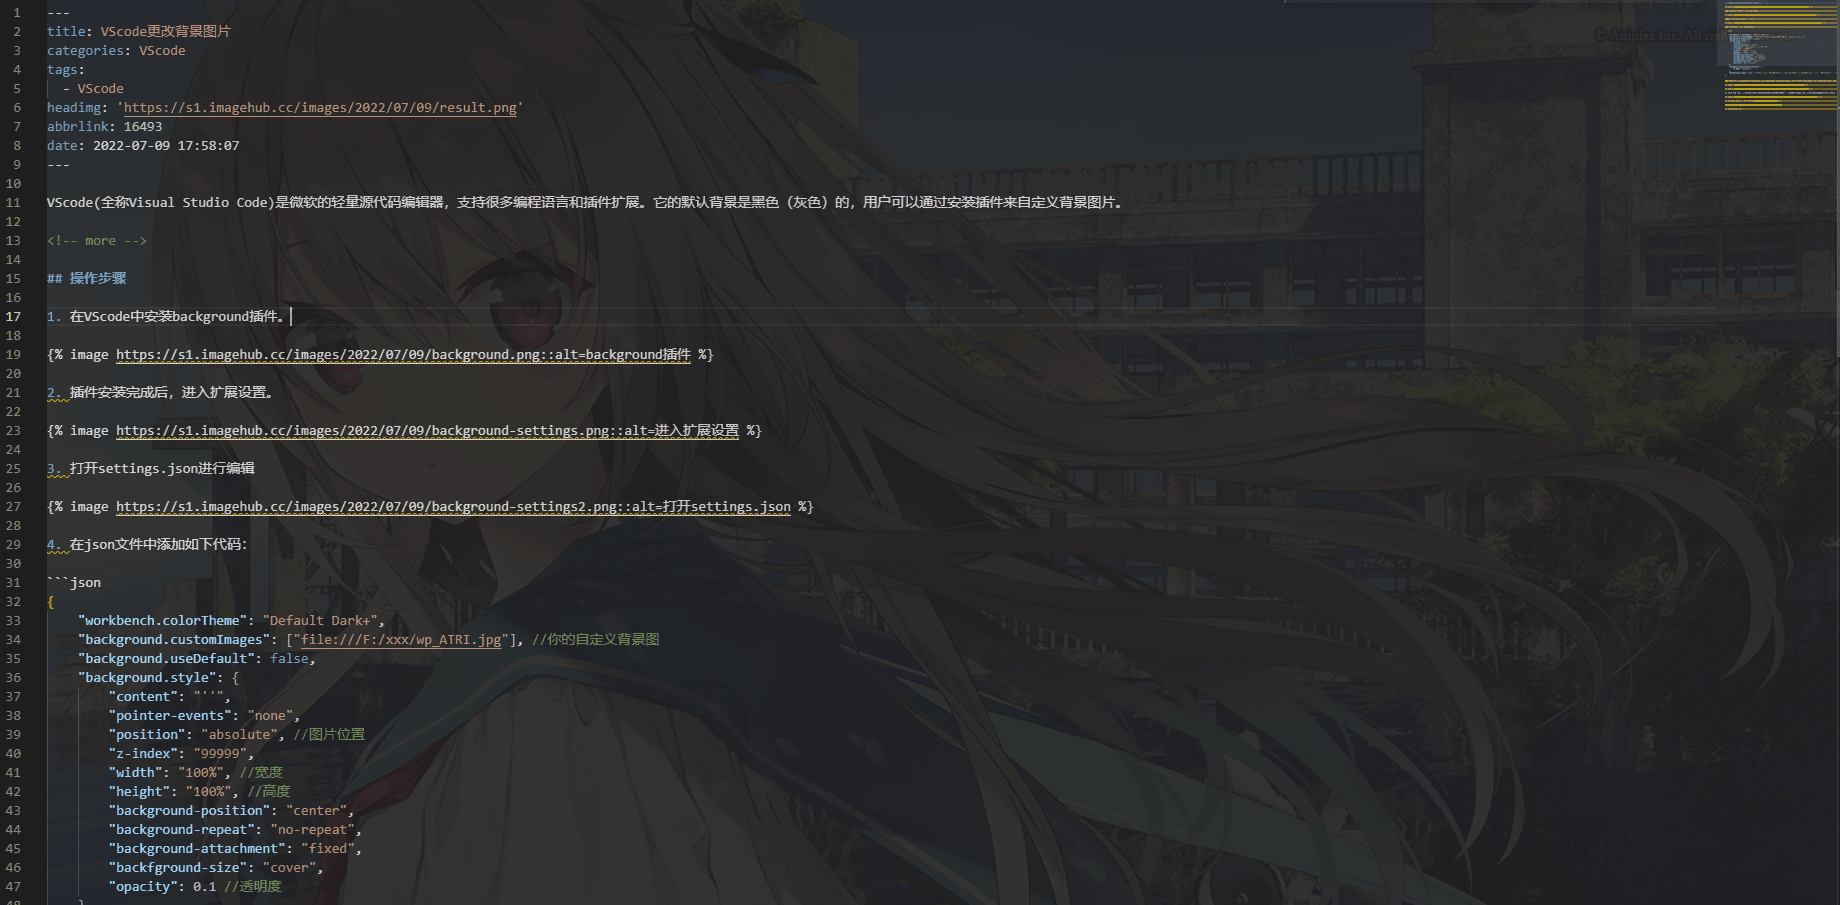 © Aniplex Inc. All rig
1 ---
2 title: VScode更改背景图片
3 categories: VScode
4 tags:
5 - VScode
6 headimg: 'https://s1.imagehub.cc/images/2022/07/09/result.png'
7 abbrlink: 16493
8 date: 2022-07-09 17:58:07
9 ---
10
11 VScode(全称Visual Studio Code)是微软的轻量源代码编辑器，支持很多编程语言和插件扩展。它的默认背景是黑色（灰色）的，用户可以通过安装插件来自定义背景图片。
12
13 <!-- more -->
14
15 ## 操作步骤
16
17 1. 在VScode中安装background插件。
18
19 {% image https://s1.imagehub.cc/images/2022/07/09/background.png::alt=background插件 %}
20
21 2. 插件安装完成后，进入扩展设置。
22
23 {% image https://s1.imagehub.cc/images/2022/07/09/background-settings.png::alt=进入扩展设置 %}
24
25 3. 打开settings.json进行编辑
26
27 {% image https://s1.imagehub.cc/images/2022/07/09/background-settings2.png::alt=打开settings.json %}
28
29 4. 在json文件中添加如下代码：
30
31 ```json
32 {
33 "workbench.colorTheme": "Default Dark+",
34 "background.customImages": ["file:///F:/xxx/wp_ATRI.jpg"], //你的自定义背景图
35 "background.useDefault": false,
36 "background.style": {
37 "content": "''",
38 "pointer-events": "none",
39 "position": "absolute", //图片位置
40 "z-index": "99999",
41 "width": "100%", //宽度
42 "height": "100%", //高度
43 "background-position": "center",
44 "background-repeat": "no-repeat",
45 "background-attachment": "fixed",
46 "backfground-size": "cover",
47 "opacity": 0.1 //透明度